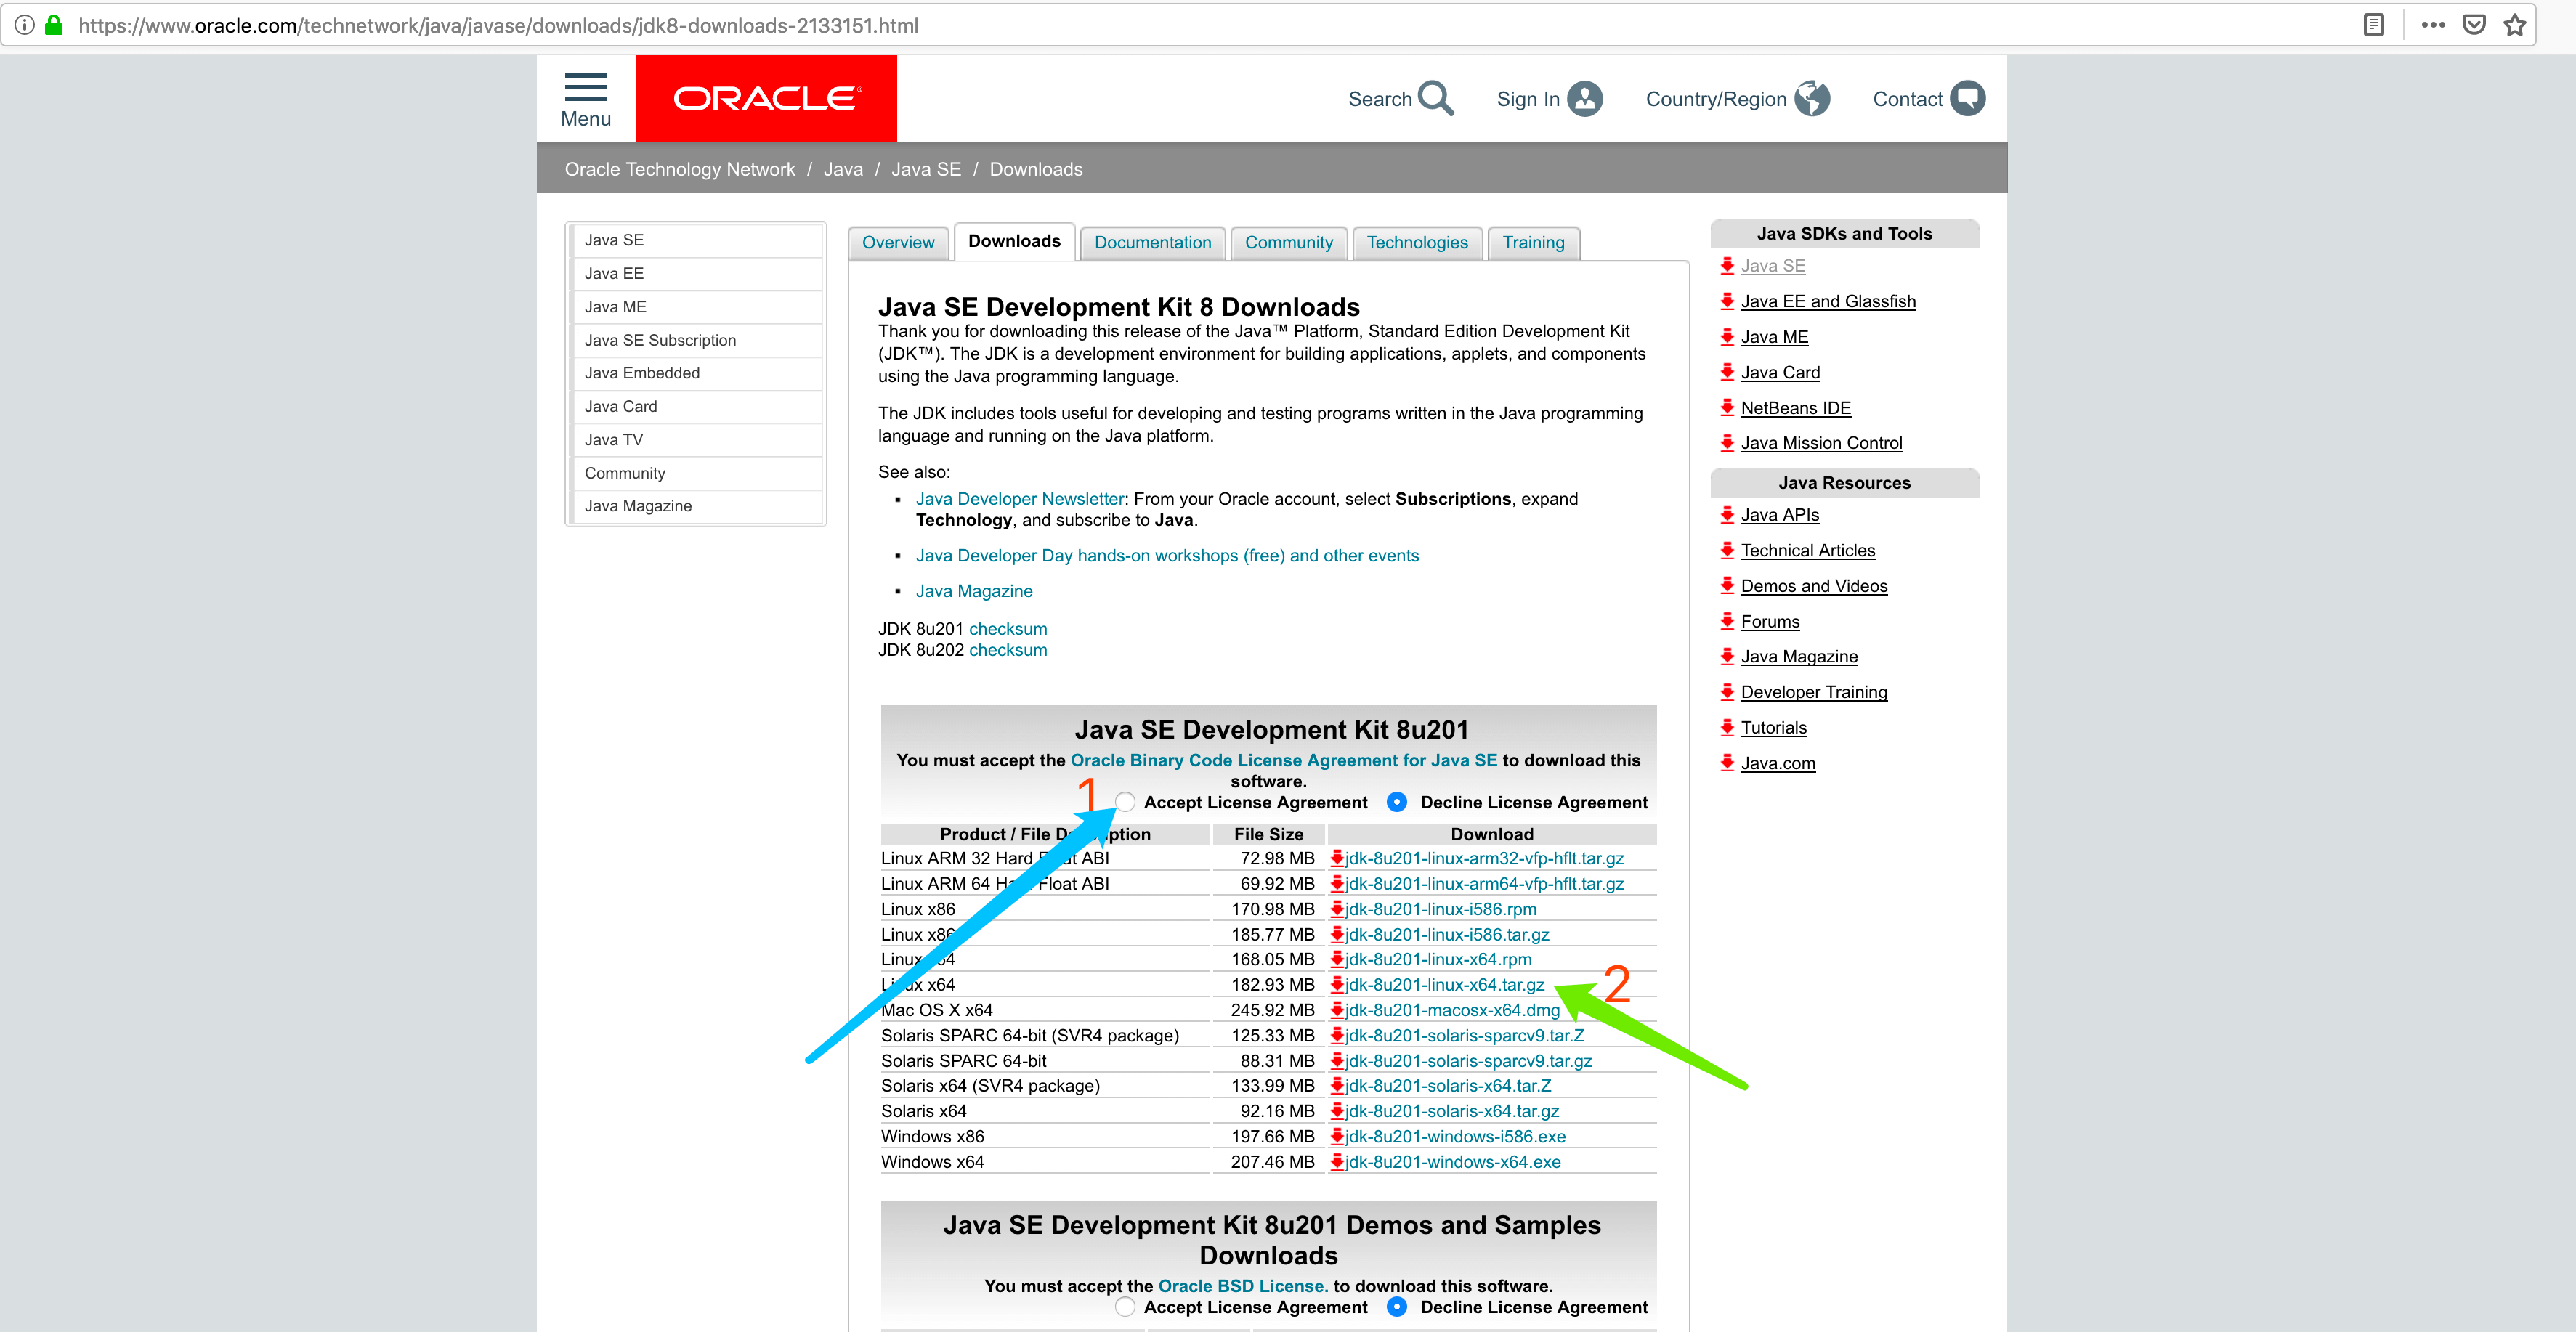 https://www.oracle.com/technetwork/java/javase/downloads/jdk8-downloads-2133151.html
Menu
ORACLE®
Search
Sign In
Country/Region
Contact
Oracle Technology Network / Java / Java SE / Downloads
Java SE
Java EE
Java ME
Java SE Subscription
Java Embedded
Java Card
Java TV
Community
Java Magazine
Overview
Downloads
Documentation
Community
Technologies
Training
Java SE Development Kit 8 Downloads
Thank you for downloading this release of the Java™ Platform, Standard Edition Development Kit
(JDK™). The JDK is a development environment for building applications, applets, and components
using the Java programming language.
The JDK includes tools useful for developing and testing programs written in the Java programming
language and running on the Java platform.
See also:
Java Developer Newsletter: From your Oracle account, select Subscriptions, expand
Technology, and subscribe to Java.
Java Developer Day hands-on workshops (free) and other events
Java Magazine
JDK 8u201 checksum
JDK 8u202 checksum
Java SE Development Kit 8u201
You must accept the Oracle Binary Code License Agreement for Java SE to download this
software.
1
Accept License Agreement Decline License Agreement
Product / File Description File Size Download
Linux ARM 32 Hard Float ABI 72.98 MB jdk-8u201-linux-arm32-vfp-hflt.tar.gz
Linux ARM 64 Hard Float ABI 69.92 MB jdk-8u201-linux-arm64-vfp-hflt.tar.gz
Linux x86 170.98 MB jdk-8u201-linux-i586.rpm
Linux x86 185.77 MB jdk-8u201-linux-i586.tar.gz
Linux x64 168.05 MB jdk-8u201-linux-x64.rpm
Linux x64 182.93 MB jdk-8u201-linux-x64.tar.gz
2
Mac OS X x64 245.92 MB jdk-8u201-macosx-x64.dmg
Solaris SPARC 64-bit (SVR4 package) 125.33 MB jdk-8u201-solaris-sparcv9.tar.Z
Solaris SPARC 64-bit 88.31 MB jdk-8u201-solaris-sparcv9.tar.gz
Solaris x64 (SVR4 package) 133.99 MB jdk-8u201-solaris-x64.tar.Z
Solaris x64 92.16 MB jdk-8u201-solaris-x64.tar.gz
Windows x86 197.66 MB jdk-8u201-windows-i586.exe
Windows x64 207.46 MB jdk-8u201-windows-x64.exe
Java SE Development Kit 8u201 Demos and Samples
Downloads
You must accept the Oracle BSD License. to download this software.
Accept License Agreement Decline License Agreement
Java SDKs and Tools
Java SE
Java EE and Glassfish
Java ME
Java Card
NetBeans IDE
Java Mission Control
Java Resources
Java APIs
Technical Articles
Demos and Videos
Forums
Java Magazine
Developer Training
Tutorials
Java.com